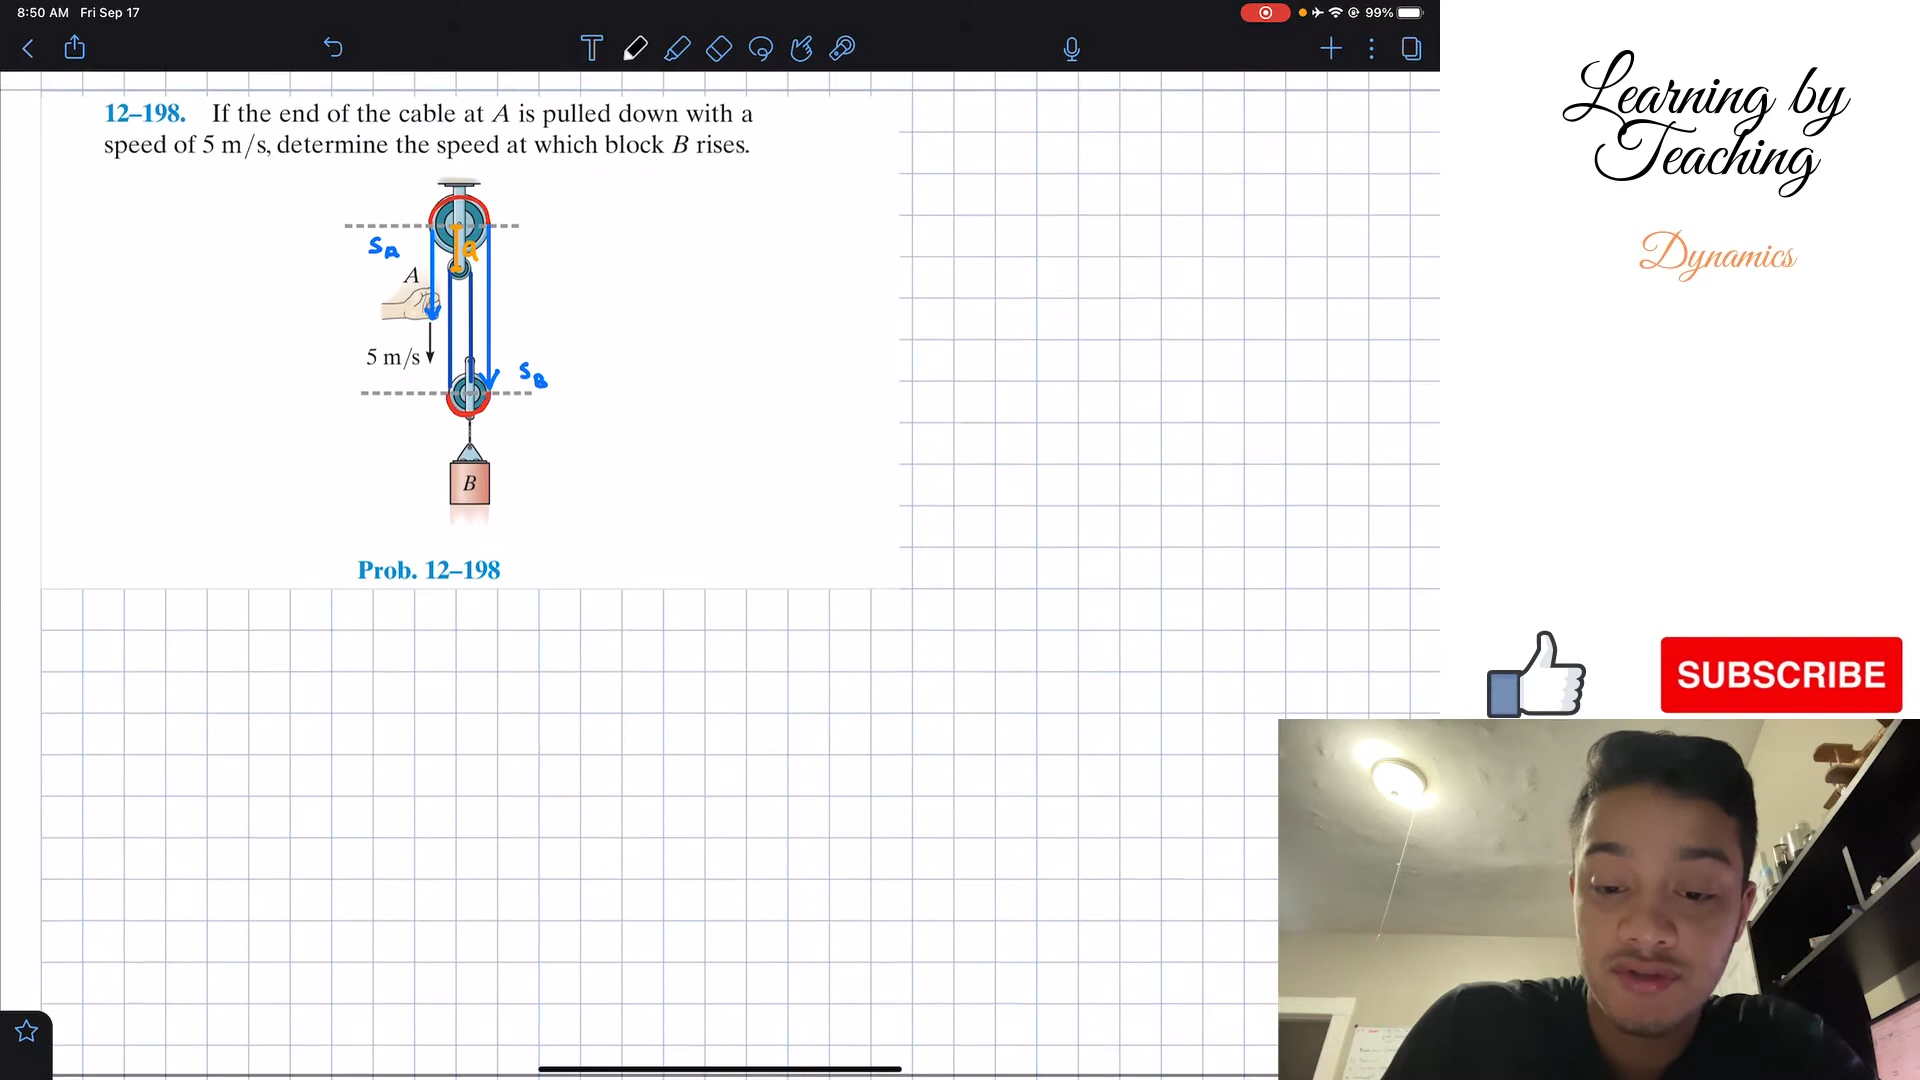 8:50 AM Fri Sep 17
99%
12–198. If the end of the cable at A is pulled down with a
speed of 5 m/s, determine the speed at which block B rises.
S_A
a
A
5 m/s
S_B
B
Prob. 12–198
Learning by
Teaching
Dynamics
SUBSCRIBE